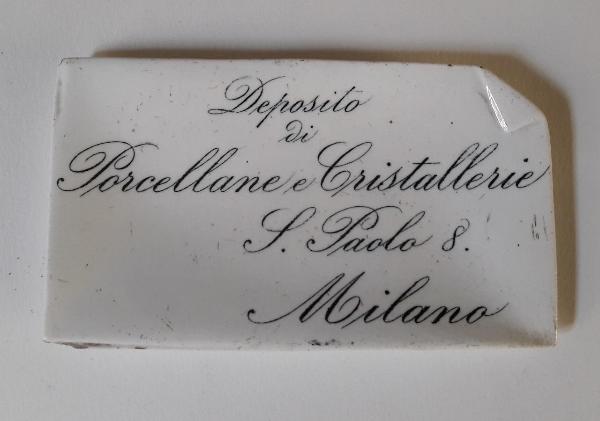 Deposito
di
Porcellane e Cristallerie
S. Paolo 8.
Milano